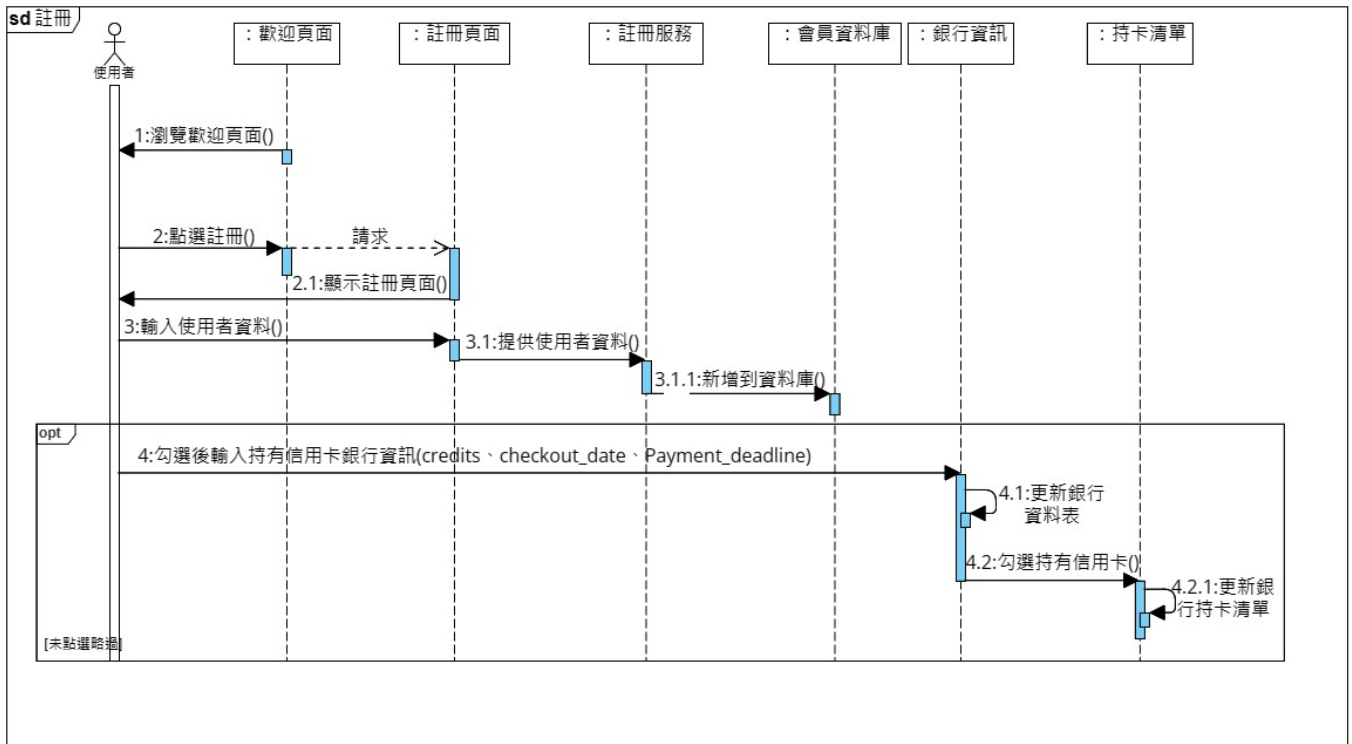 sd 註冊
使用者
：歡迎頁面
：註冊頁面
：註冊服務
：會員資料庫
：銀行資訊
：持卡清單
1:瀏覽歡迎頁面()
2:點選註冊()
請求
2.1:顯示註冊頁面()
3:輸入使用者資料()
3.1:提供使用者資料()
3.1.1:新增到資料庫()
opt
4:勾選後輸入持有信用卡銀行資訊(credits、checkout_date、Payment_deadline)
4.1:更新銀行
資料表
4.2:勾選持有信用卡()
4.2.1:更新銀
行持卡清單
[未點選略過]